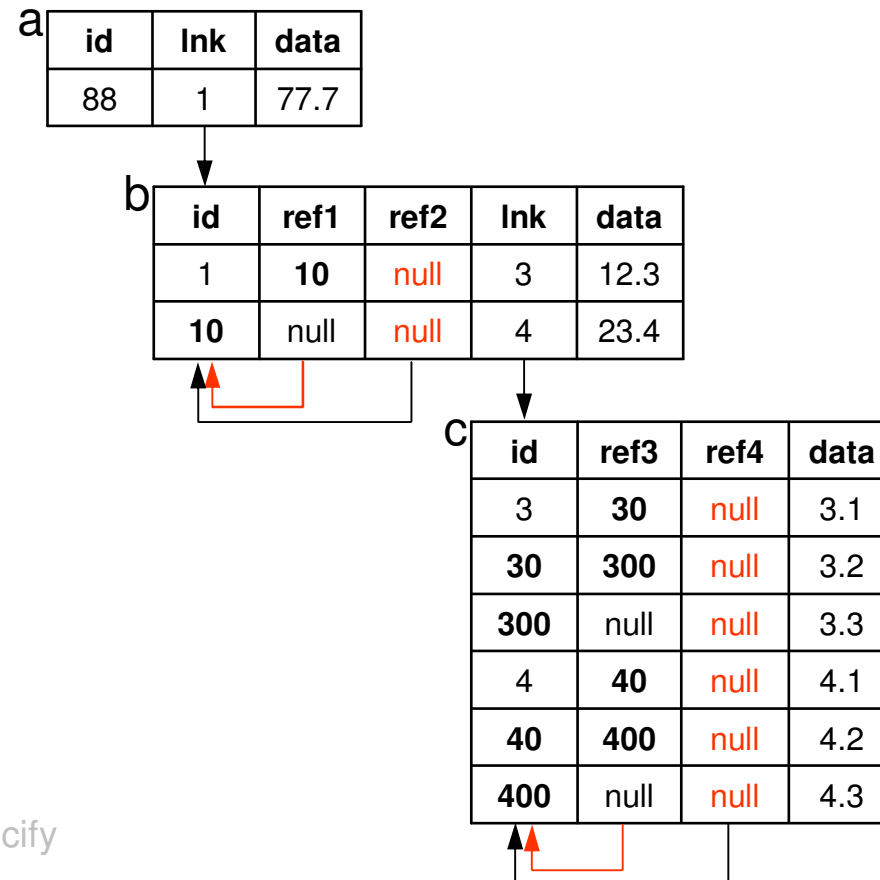 a
id lnk data
88 1 77.7
b
id ref1 ref2 lnk data
1 10 null 3 12.3
10 null null 4 23.4
c
id ref3 ref4 data
3 30 null 3.1
30 300 null 3.2
300 null null 3.3
4 40 null 4.1
40 400 null 4.2
400 null null 4.3
cify